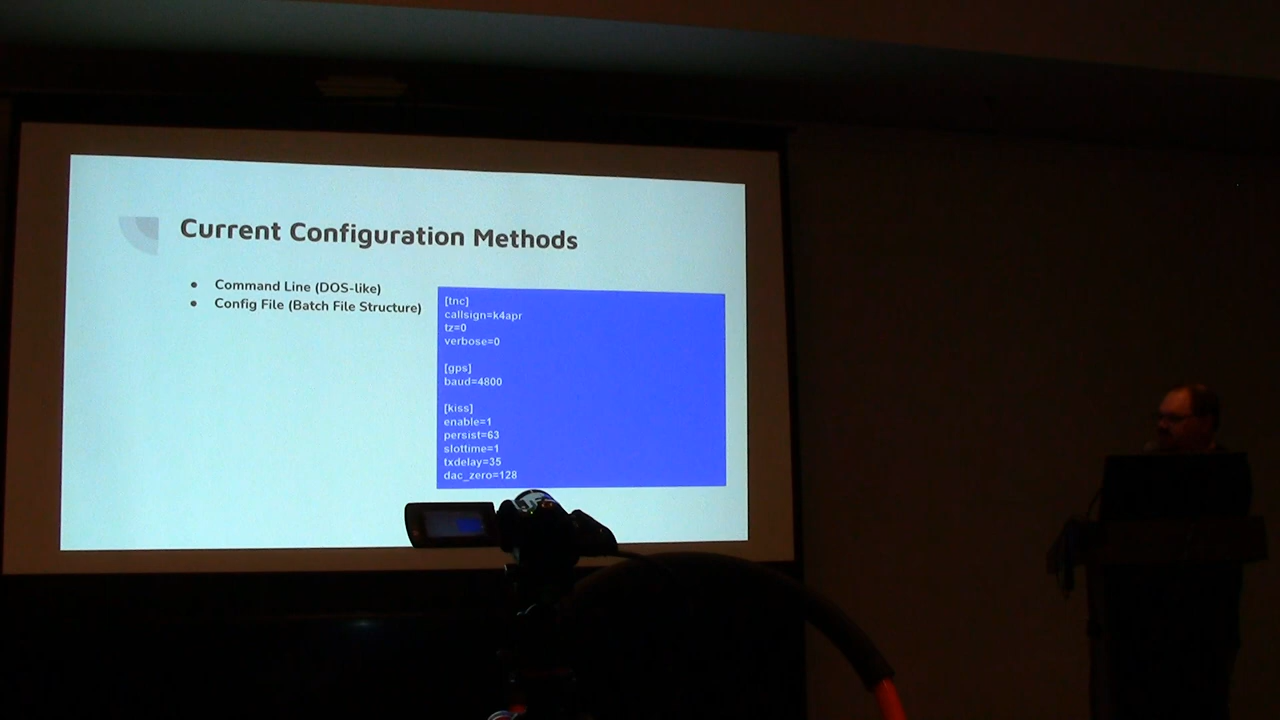 Current Configuration Methods
● Command Line (DOS-like)
● Config File (Batch File Structure)
[tnc]
callsign=k4apr
tz=0
verbose=0
[gps]
baud=4800
[kiss]
enable=1
persist=63
slottime=1
txdelay=35
dac_zero=128